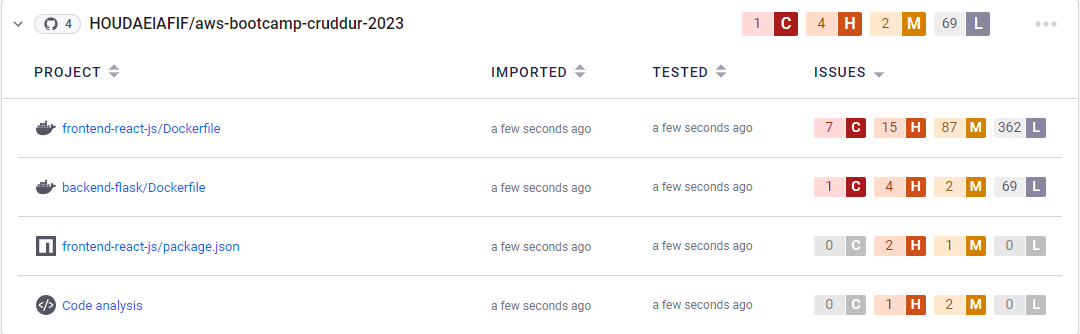 4 HOUDAEIAFIF/aws-bootcamp-cruddur-2023 1 C 4 H 2 M 69 L
PROJECT IMPORTED TESTED ISSUES
frontend-react-js/Dockerfile a few seconds ago a few seconds ago 7 C 15 H 87 M 362 L
backend-flask/Dockerfile a few seconds ago a few seconds ago 1 C 4 H 2 M 69 L
frontend-react-js/package.json a few seconds ago a few seconds ago 0 C 2 H 1 M 0 L
Code analysis a few seconds ago a few seconds ago 0 C 1 H 2 M 0 L